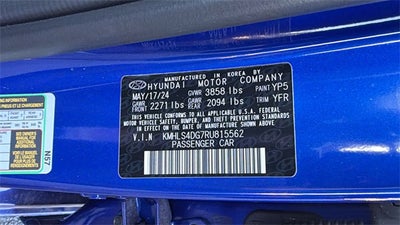 MANUFACTURED IN KOREA BY
HYUNDAI MOTOR COMPANY
MAY/17/24 GVWR 3858 lbs PAINT YP5
GAWR FRONT 2271 lbs GAWR REAR 2094 lbs TRIM YFR
THIS VEHICLE CONFORMS TO ALL APPLICABLE FEDERAL
MOTOR VEHICLE SAFETY, BUMPER, AND THEFT PREVENTION
STANDARDS IN EFFECT ON THE DATE OF MANUFACTURE SHOWN ABOVE.
V.I.N KMHLS4DG7RU815562
PASSENGER CAR
N57